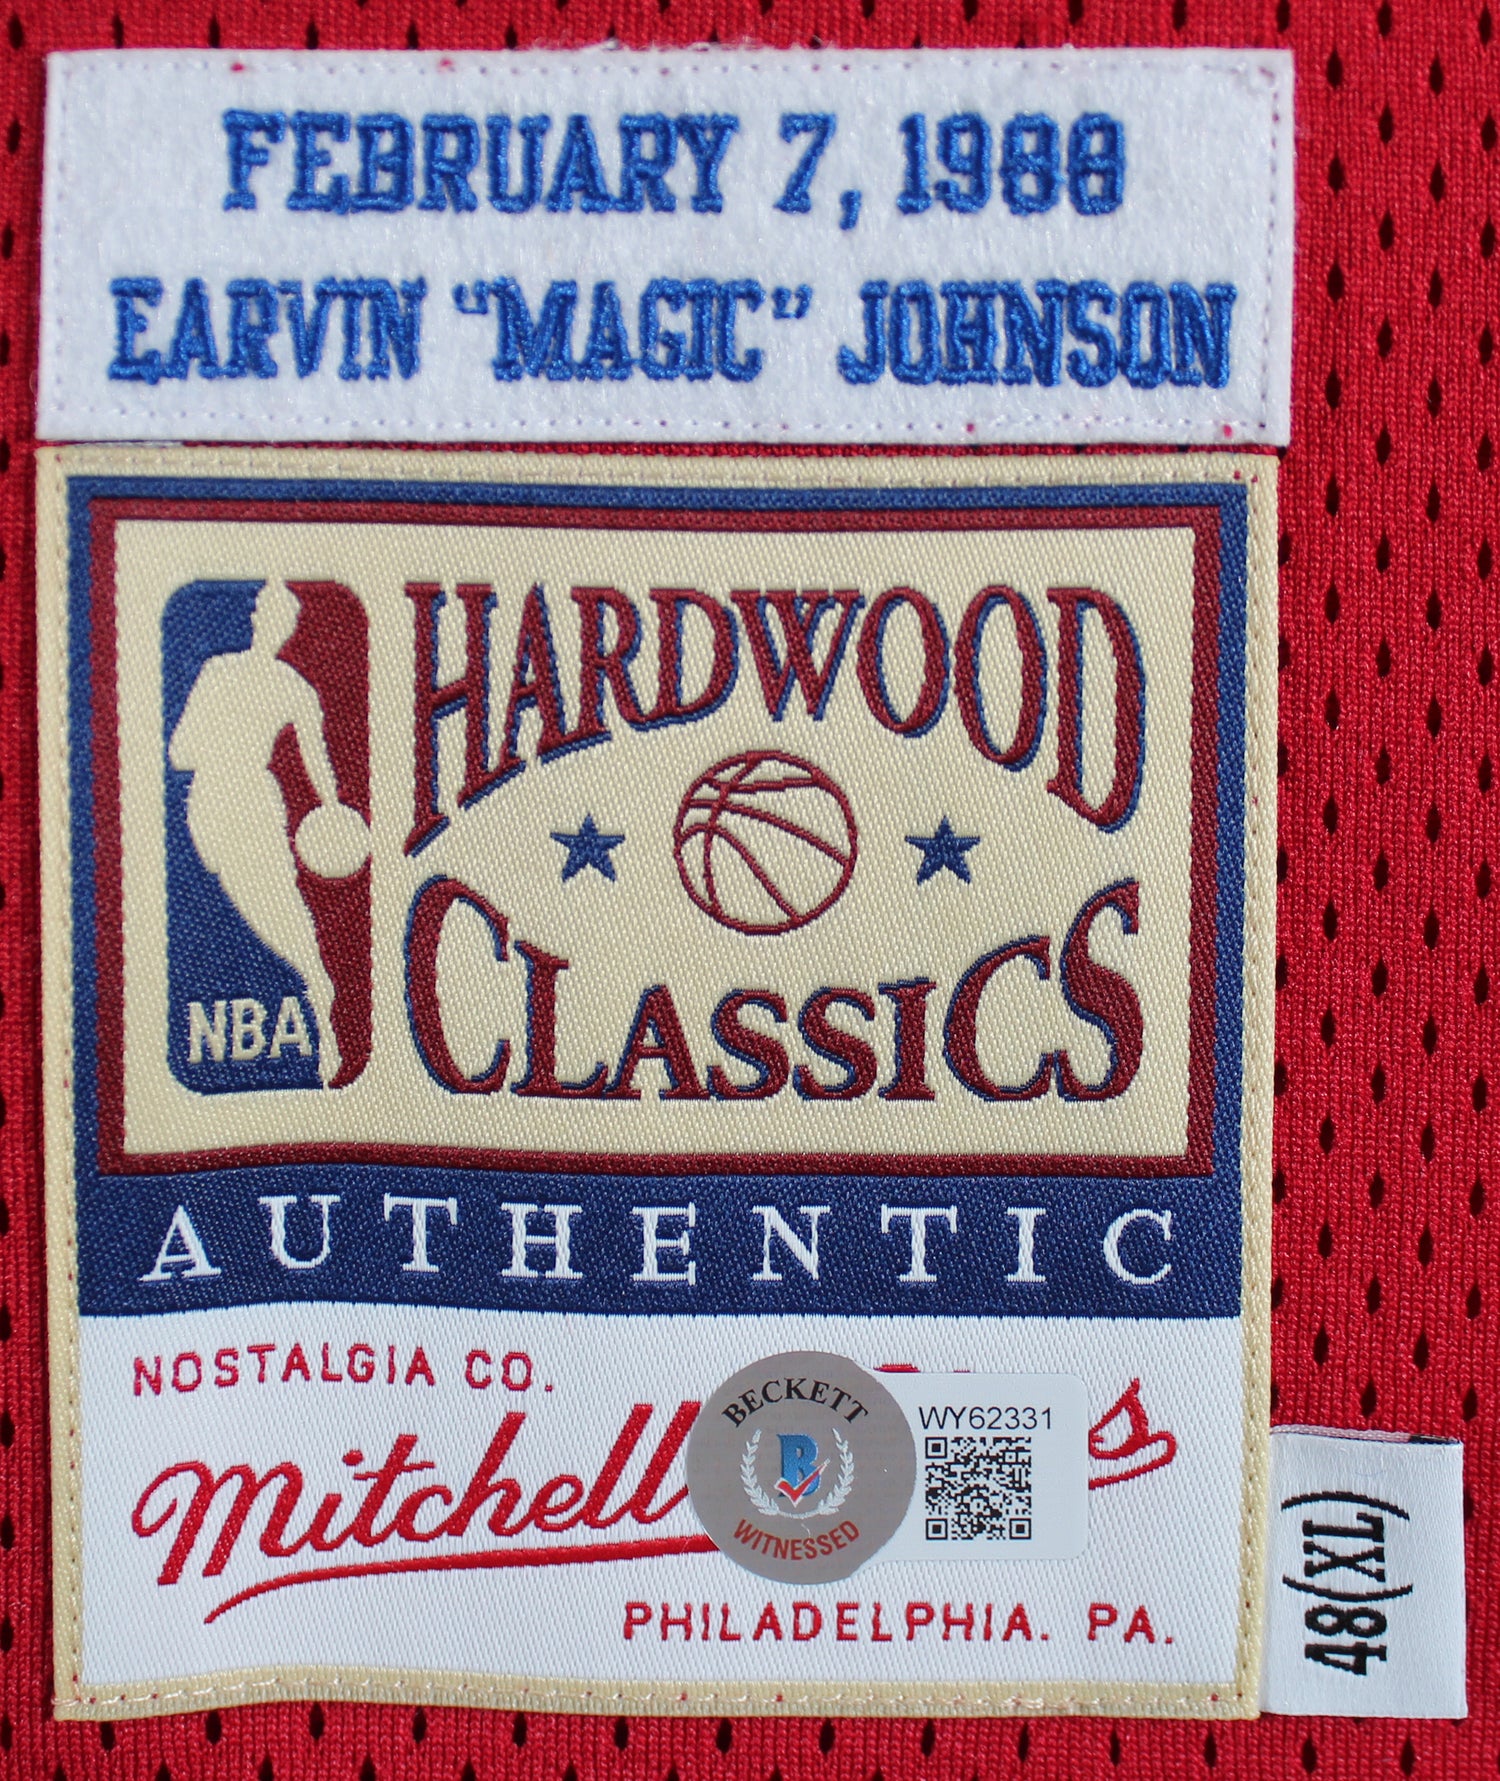 FEBRUARY 7, 1988
EARVIN “MAGIC” JOHNSON
HARDWOOD
CLASSICS
NBA
AUTHENTIC
NOSTALGIA CO.
Mitchell
BECKETT
B
WITNESSED
WY62331
PHILADELPHIA. PA.
48(XL)